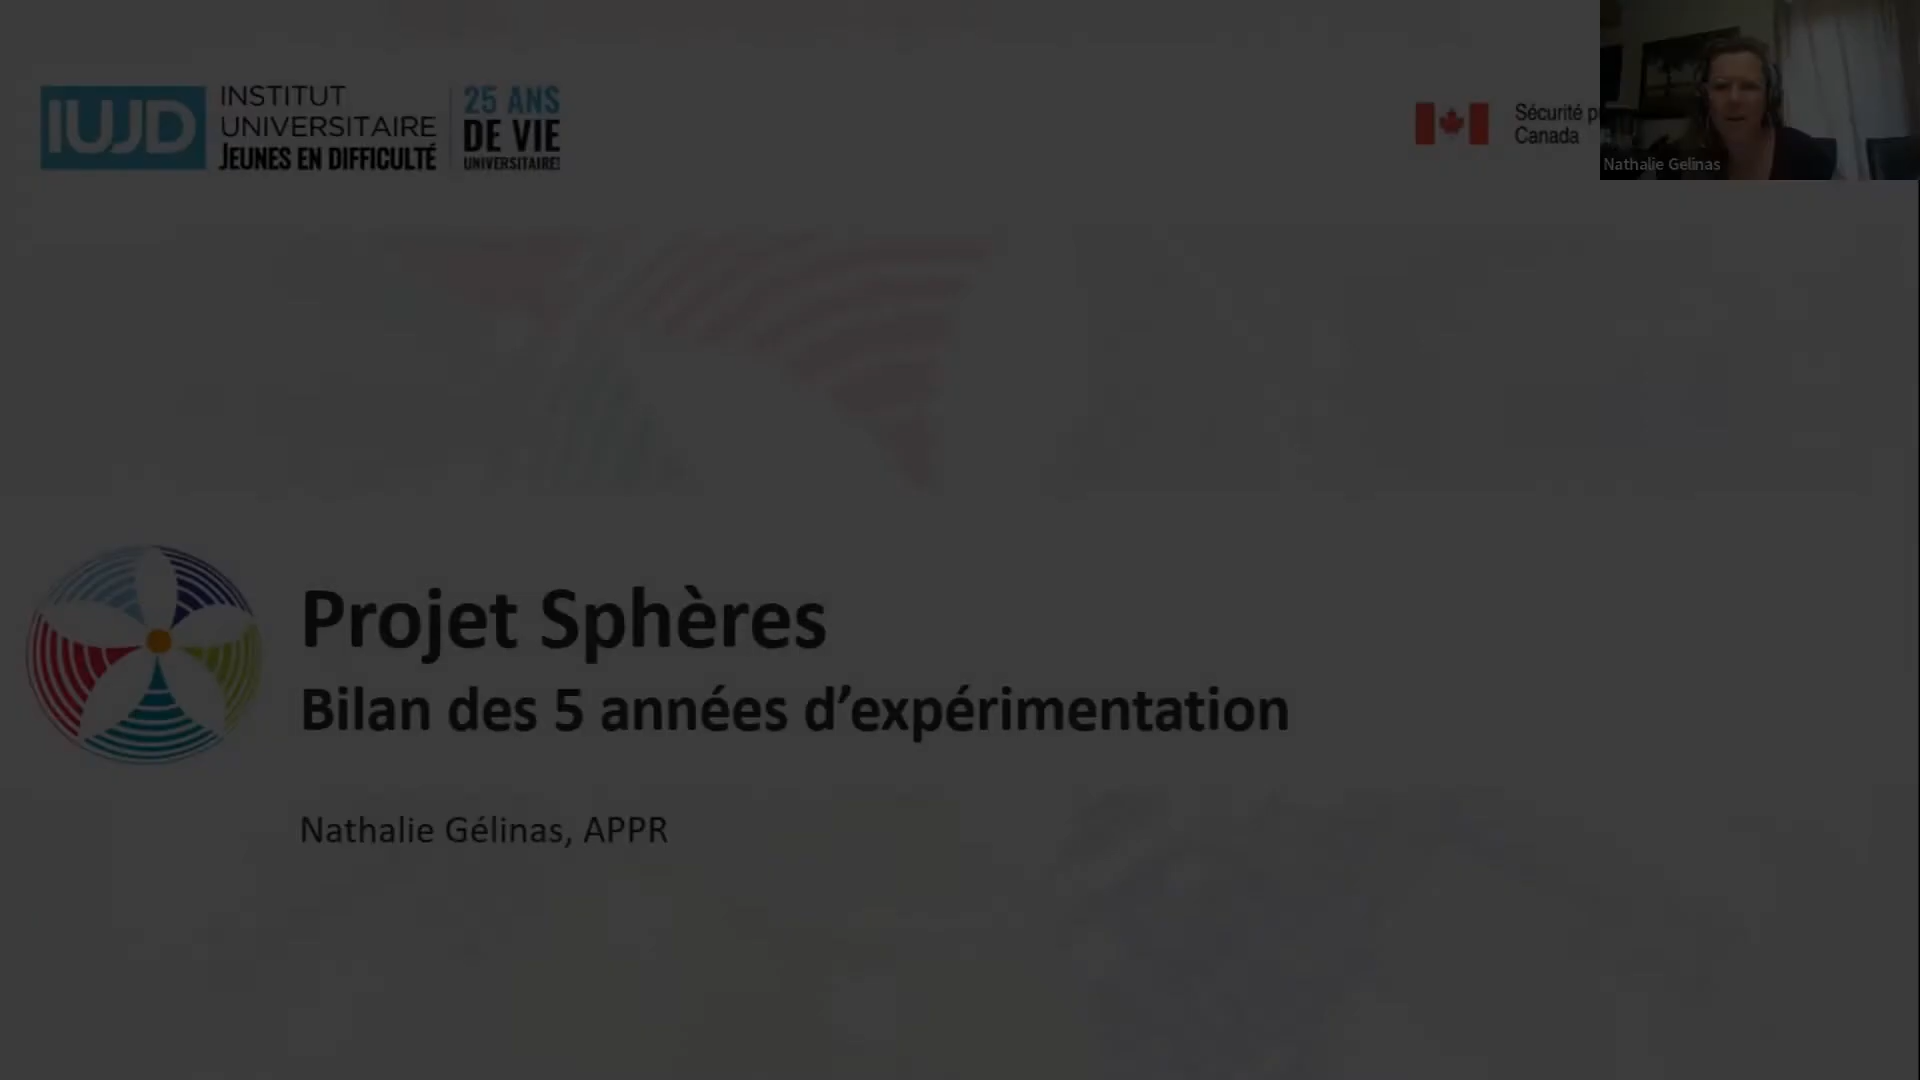 IUJD
INSTITUT
UNIVERSITAIRE
JEUNES EN DIFFICULTÉ
25 ANS
DE VIE
UNIVERSITAIRE!
Sécurité
Canada
Nathalie Gelinas
Projet Sphères
Bilan des 5 années d’expérimentation
Nathalie Gélinas, APPR